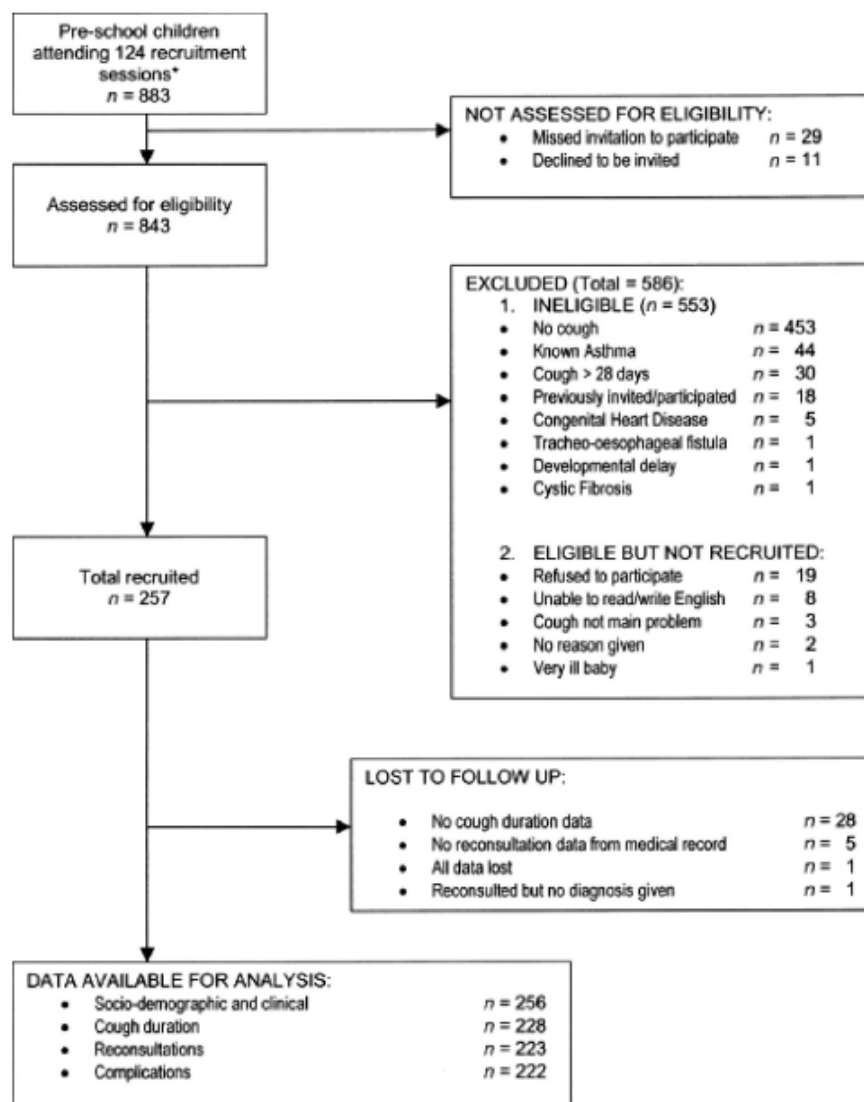 Pre-school children
attending 124 recruitment
sessions*
n = 883
NOT ASSESSED FOR ELIGIBILITY:
• Missed invitation to participate n = 29
• Declined to be invited n = 11
Assessed for eligibility
n = 843
EXCLUDED (Total = 586):
1. INELIGIBLE (n = 553)
• No cough n = 453
• Known Asthma n = 44
• Cough > 28 days n = 30
• Previously invited/participated n = 18
• Congenital Heart Disease n = 5
• Tracheo-oesophageal fistula n = 1
• Developmental delay n = 1
• Cystic Fibrosis n = 1
2. ELIGIBLE BUT NOT RECRUITED:
• Refused to participate n = 19
• Unable to read/write English n = 8
• Cough not main problem n = 3
• No reason given n = 2
• Very ill baby n = 1
Total recruited
n = 257
LOST TO FOLLOW UP:
• No cough duration data n = 28
• No reconsultation data from medical record n = 5
• All data lost n = 1
• Reconsulted but no diagnosis given n = 1
DATA AVAILABLE FOR ANALYSIS:
• Socio-demographic and clinical n = 256
• Cough duration n = 228
• Reconsultations n = 223
• Complications n = 222